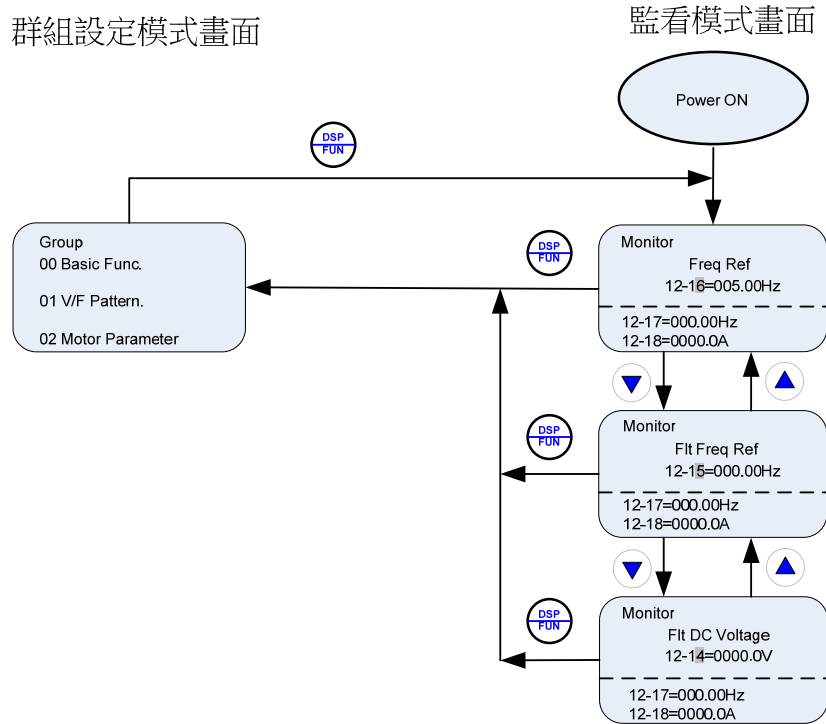 群組設定模式畫面
監看模式畫面
Power ON
DSP
FUN
Group
00 Basic Func.
01 V/F Pattern.
02 Motor Parameter
DSP
FUN
Monitor
Freq Ref
12-16=005.00Hz
12-17=000.00Hz
12-18=0000.0A
DSP
FUN
Monitor
Flt Freq Ref
12-15=000.00Hz
12-17=000.00Hz
12-18=0000.0A
DSP
FUN
Monitor
Flt DC Voltage
12-14=0000.0V
12-17=000.00Hz
12-18=0000.0A